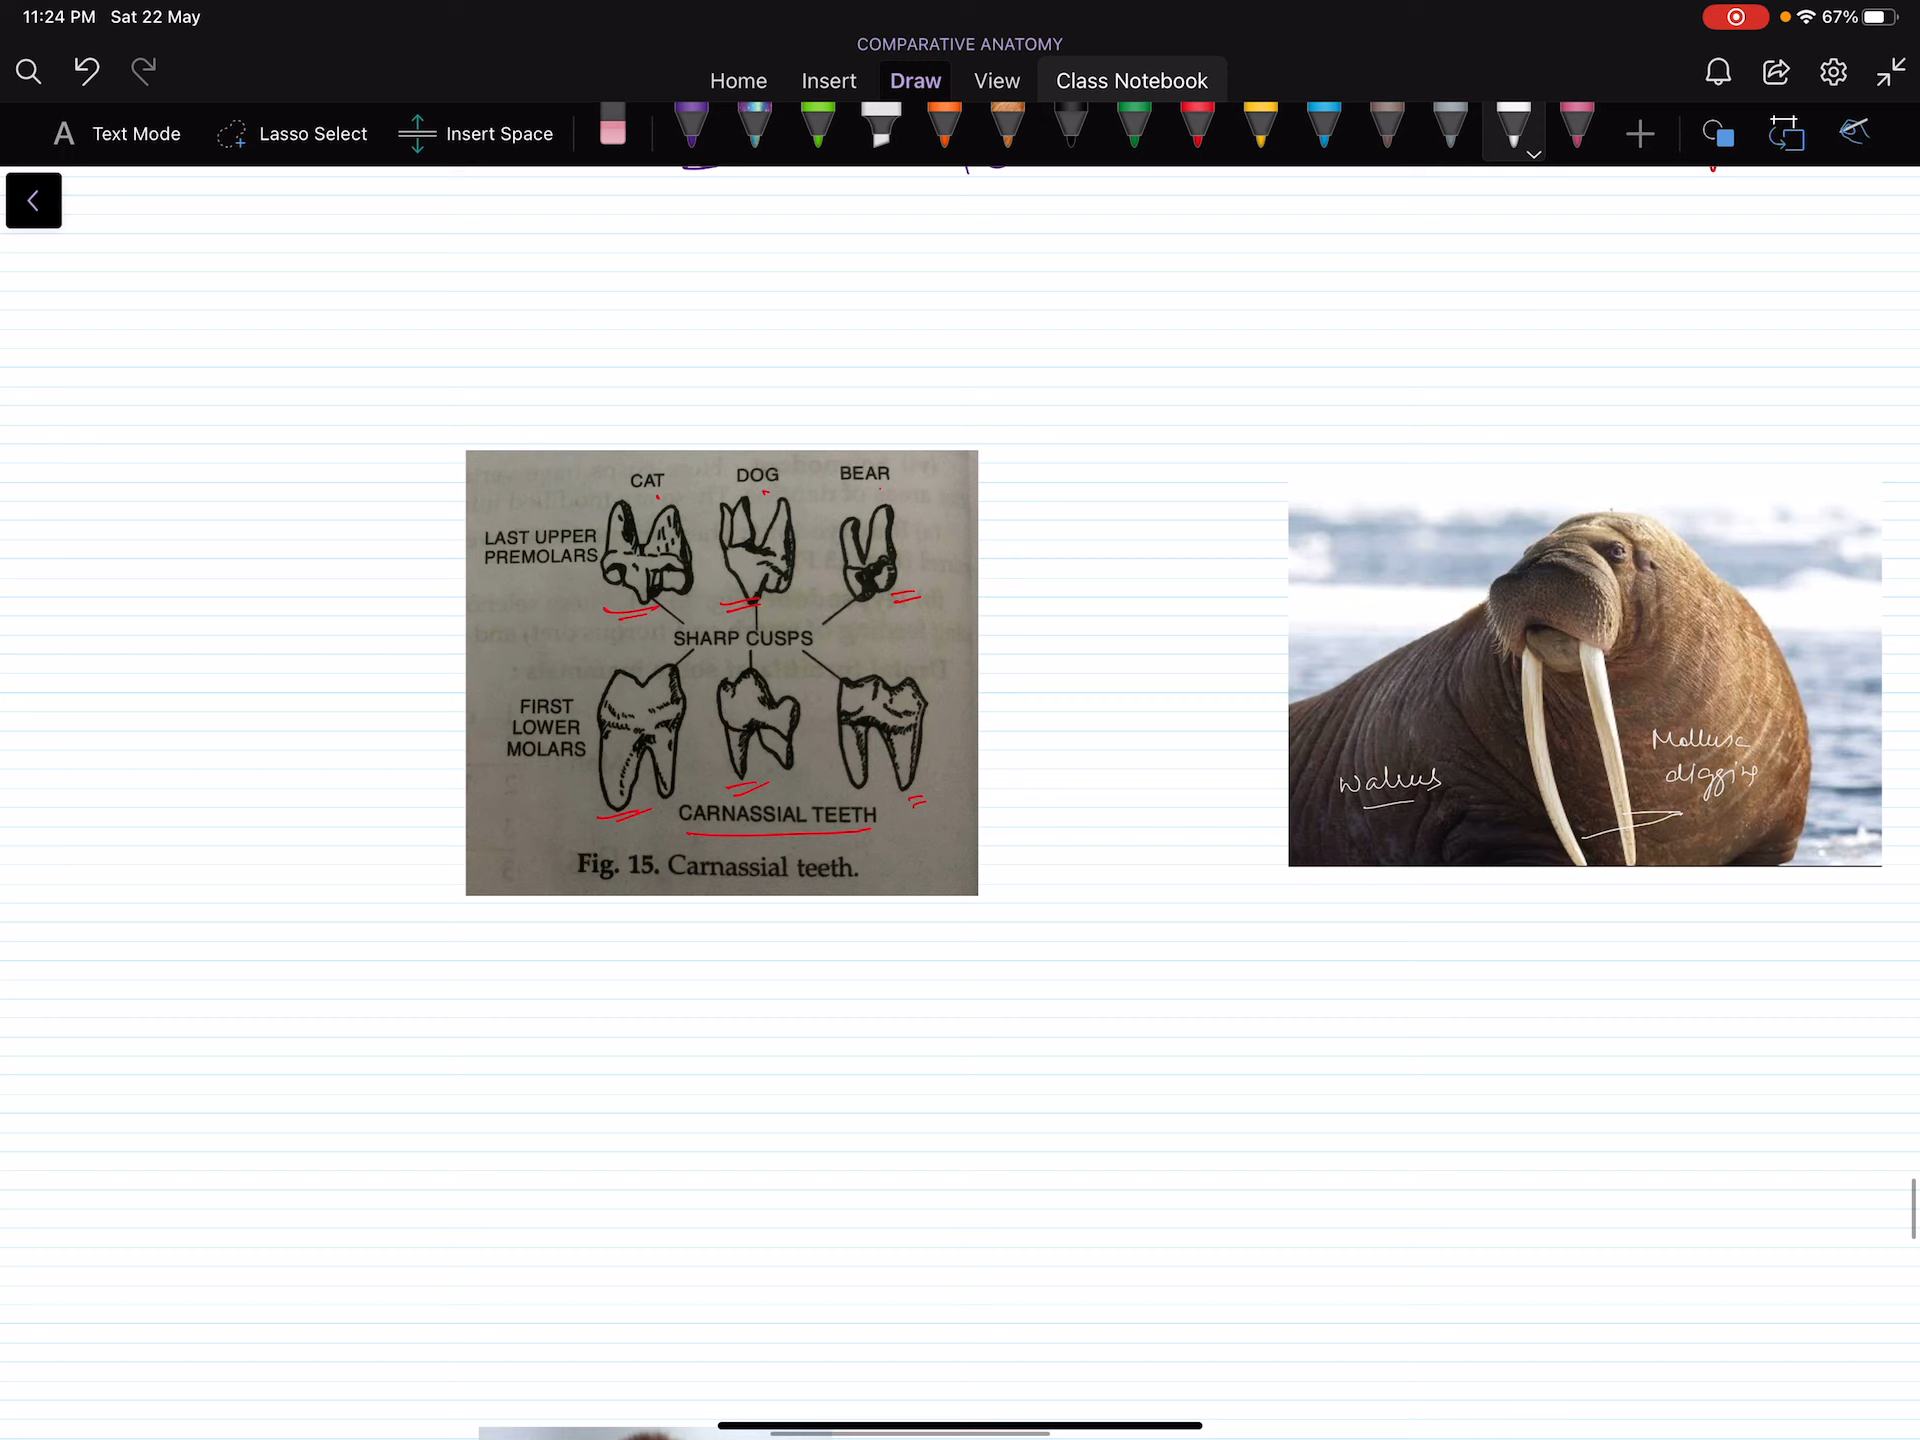 11:24 PM Sat 22 May
67%
COMPARATIVE ANATOMY
Home Insert Draw View Class Notebook
A Text Mode Lasso Select Insert Space
CAT DOG BEAR
LAST UPPER
PREMOLARS
SHARP CUSPS
FIRST
LOWER
MOLARS
CARNASSIAL TEETH
Fig. 15. Carnassial teeth.
Walrus
Mollusc
digging